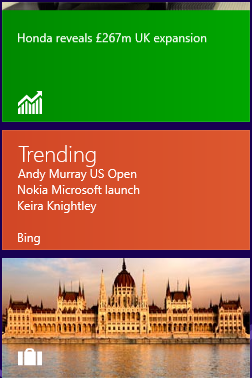 Honda reveals £267m UK expansion
Trending
Andy Murray US Open
Nokia Microsoft launch
Keira Knightley
Bing